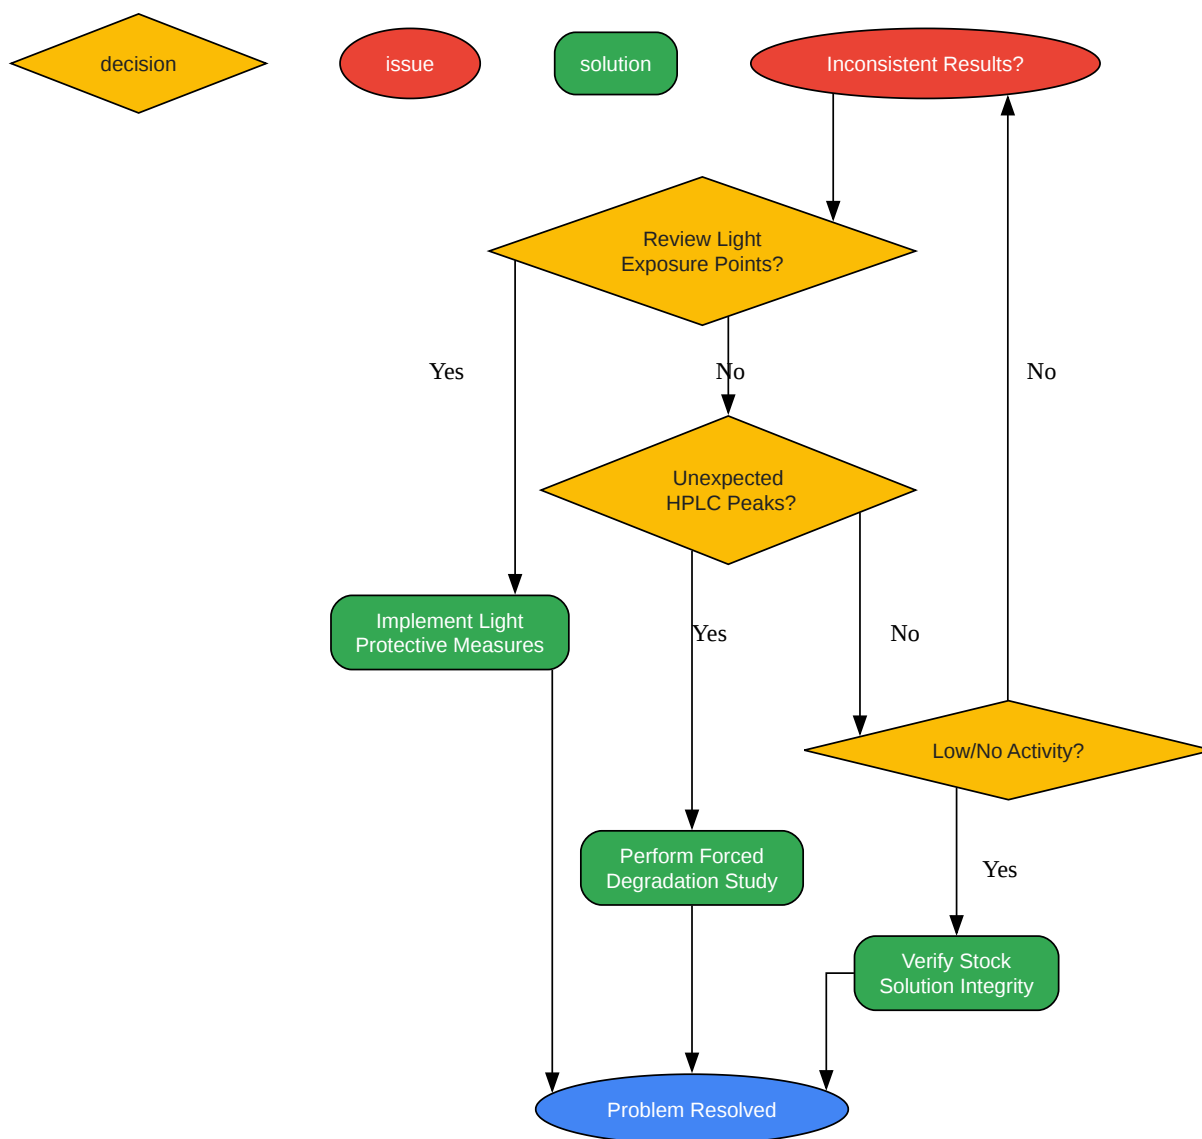 decision
issue
solution
Inconsistent Results?
Review Light
Exposure Points?
Yes
No
No
Unexpected
HPLC Peaks?
Implement Light
Protective Measures
Yes
No
Low/No Activity?
Perform Forced
Degradation Study
Yes
Verify Stock
Solution Integrity
Problem Resolved